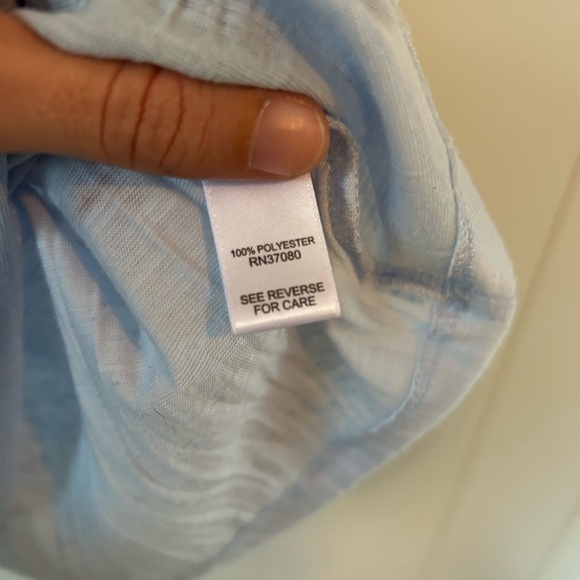 100% POLYESTER
RN37080
SEE REVERSE
FOR CARE